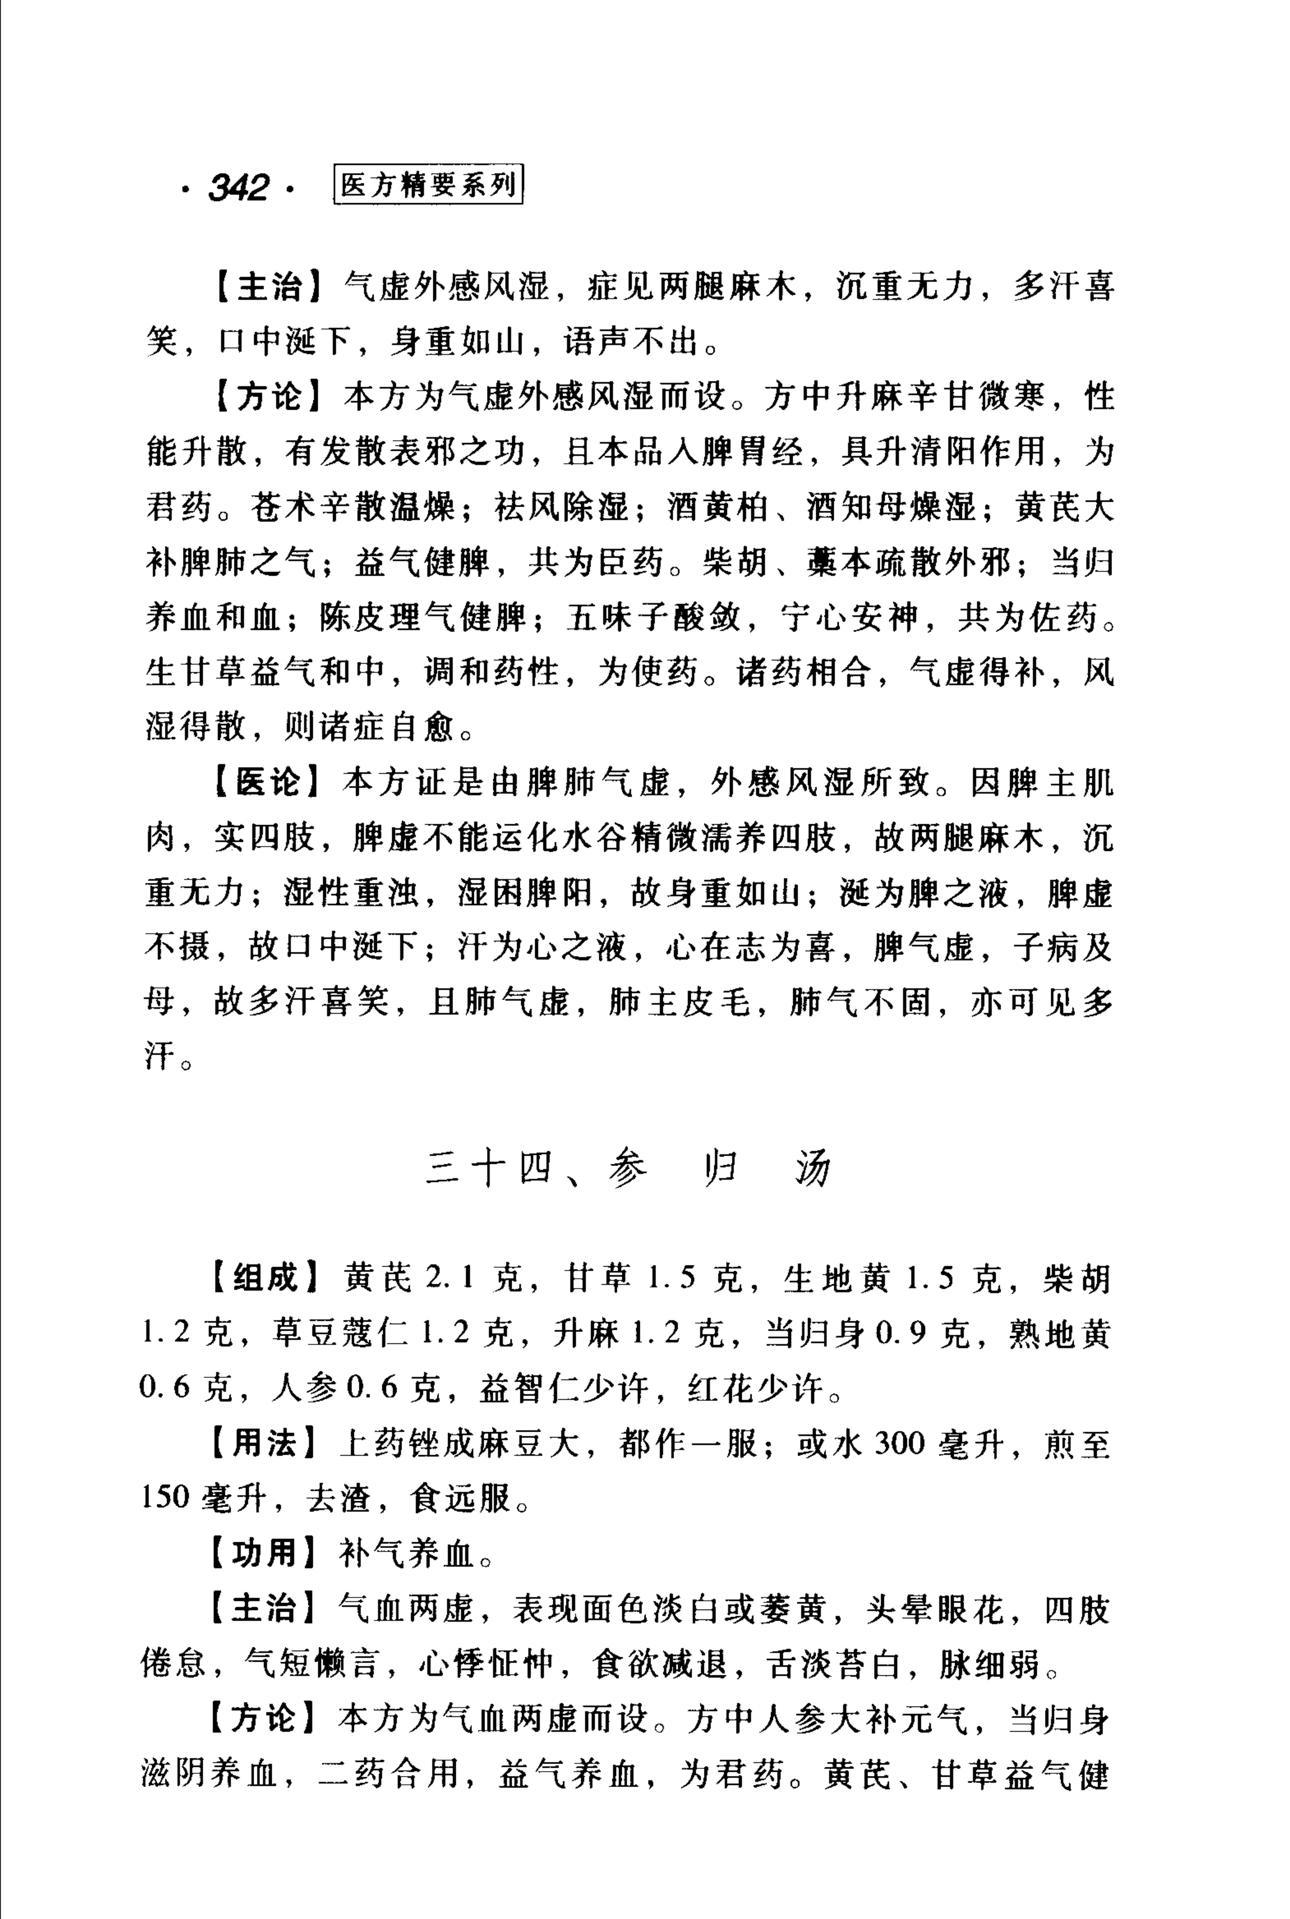 ·342· 医方精要系列
【主治】气虚外感风湿，症见两腿麻木，沉重无力，多汗喜
笑，口中涎下，身重如山，语声不出。
【方论】本方为气虚外感风湿而设。方中升麻辛甘微寒，性
能升散，有发散表邪之功，且本品入脾胃经，具升清阳作用，为
君药。苍术辛散温燥；祛风除湿；酒黄柏、酒知母燥湿；黄芪大
补脾肺之气；益气健脾，共为臣药。柴胡、藁本疏散外邪；当归
养血和血；陈皮理气健脾；五味子酸敛，宁心安神，共为佐药。
生甘草益气和中，调和药性，为使药。诸药相合，气虚得补，风
湿得散，则诸症自愈。
【医论】本方证是由脾肺气虚，外感风湿所致。因脾主肌
肉，实四肢，脾虚不能运化水谷精微濡养四肢，故两腿麻木，沉
重无力；湿性重浊，湿困脾阳，故身重如山；涎为脾之液，脾虚
不摄，故口中涎下；汗为心之液，心在志为喜，脾气虚，子病及
母，故多汗喜笑，且肺气虚，肺主皮毛，肺气不固，亦可见多
汗。
三十四、参 归 汤
【组成】黄芪 2.1 克，甘草 1.5 克，生地黄 1.5 克，柴胡
1.2 克，草豆蔻仁 1.2 克，升麻 1.2 克，当归身 0.9 克，熟地黄
0.6 克，人参 0.6 克，益智仁少许，红花少许。
【用法】上药锉成麻豆大，都作一服；或水 300 毫升，煎至
150 毫升，去渣，食远服。
【功用】补气养血。
【主治】气血两虚，表现面色淡白或萎黄，头晕眼花，四肢
倦怠，气短懒言，心悸怔忡，食欲减退，舌淡苔白，脉细弱。
【方论】本方为气血两虚而设。方中人参大补元气，当归身
滋阴养血，二药合用，益气养血，为君药。黄芪、甘草益气健